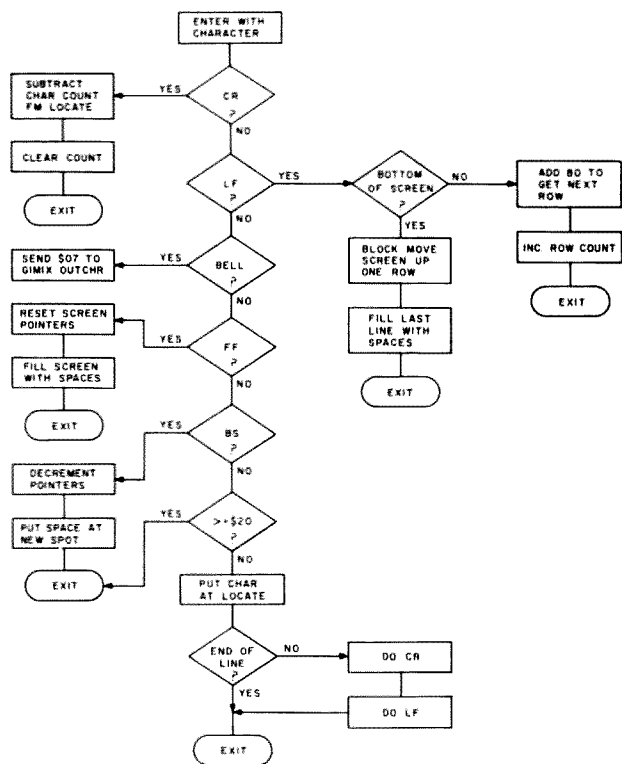 ENTER WITH
CHARACTER
SUBTRACT
CHAR COUNT
FM LOCATE
YES
CR
?
NO
CLEAR COUNT
EXIT
LF
?
YES
NO
BOTTOM
OF SCREEN
?
NO
YES
ADD 80 TO
GET NEXT
ROW
BLOCK MOVE
SCREEN UP
ONE ROW
INC. ROW COUNT
EXIT
FILL LAST
LINE WITH
SPACES
EXIT
SEND $07 TO
GIMIX OUTCHR
YES
BELL
?
NO
RESET SCREEN
POINTERS
YES
FF
?
NO
FILL SCREEN
WITH SPACES
EXIT
YES
BS
?
NO
DECREMENT
POINTERS
PUT SPACE AT
NEW SPOT
EXIT
YES
>+$20
?
NO
PUT CHAR
AT LOCATE
END OF
LINE
?
NO
YES
DO CR
DO LF
EXIT